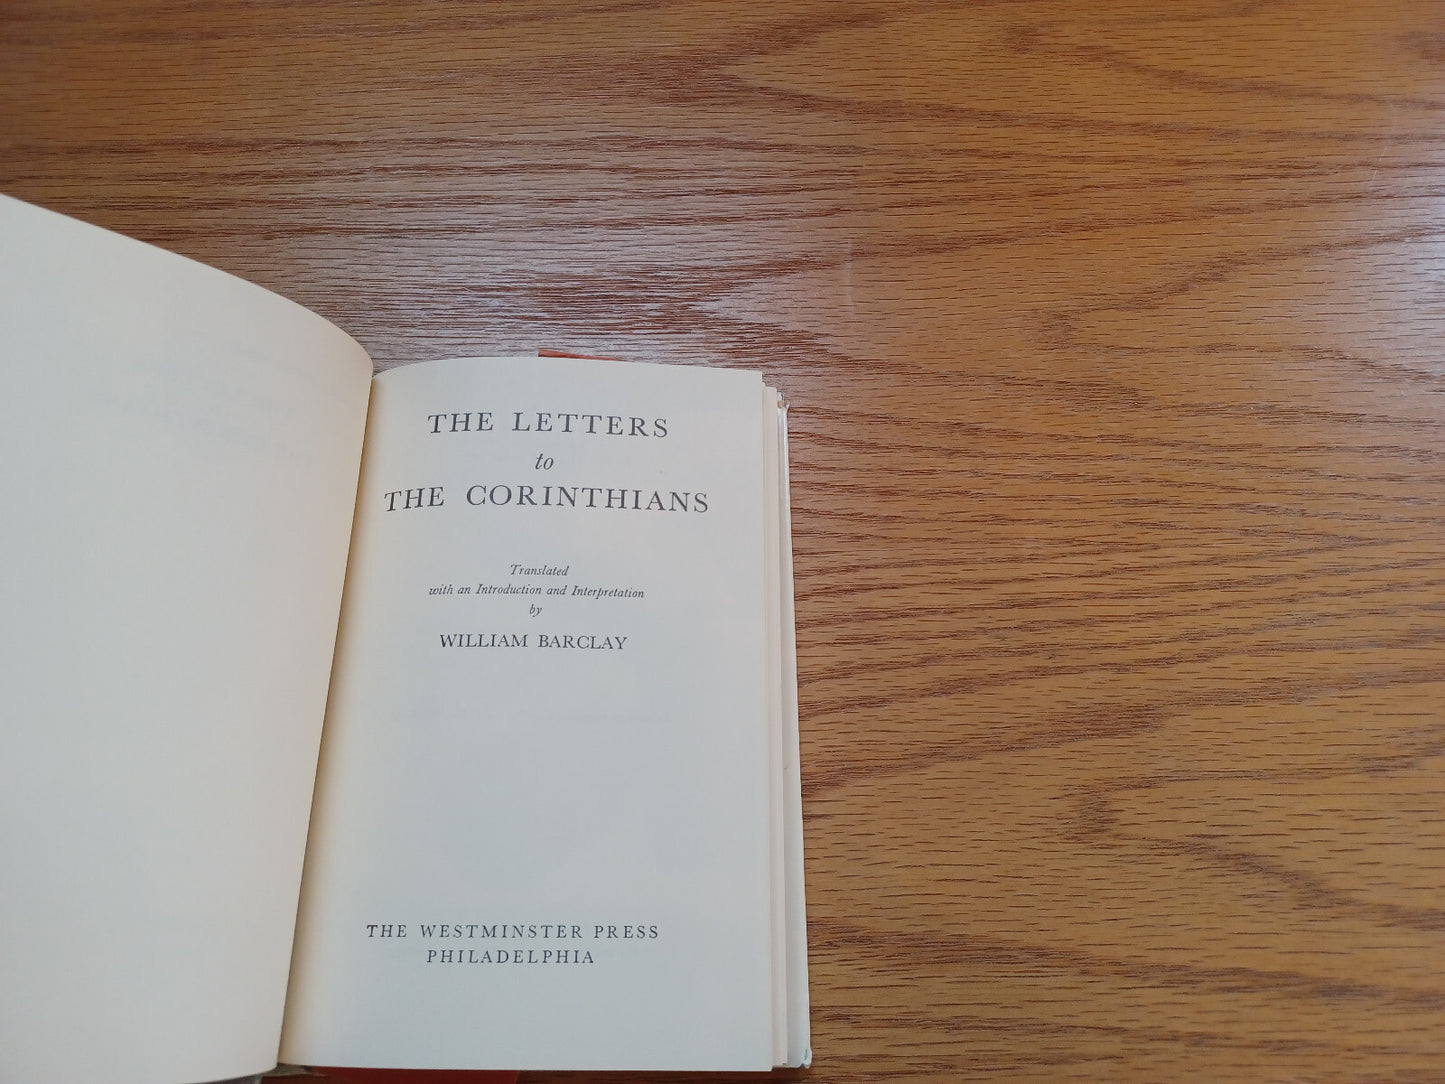 THE LETTERS
to
THE CORINTHIANS
Translated
with an Introduction and Interpretation
by
WILLIAM BARCLAY
THE WESTMINSTER PRESS
PHILADELPHIA